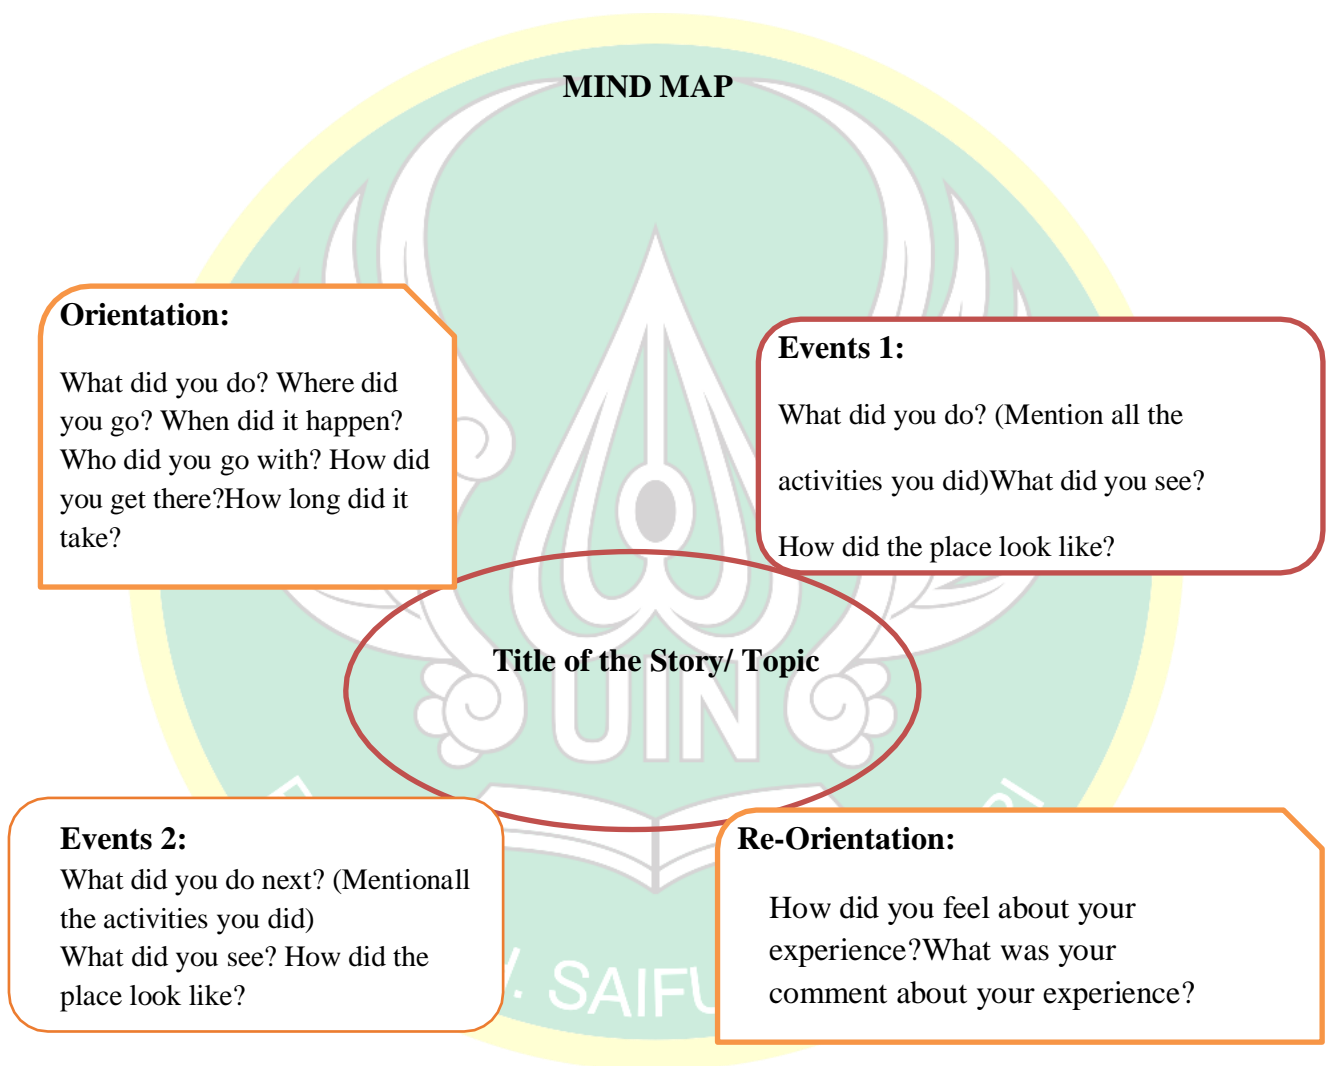 MIND MAP
Orientation:
What did you do? Where did
you go? When did it happen?
Who did you go with? How did
you get there?How long did it
take?
Events 1:
What did you do? (Mention all the
activities you did)What did you see?
How did the place look like?
Title of the Story/ Topic
UIN
Events 2:
What did you do next? (Mentionall
the activities you did)
What did you see? How did the
place look like?
Re-Orientation:
How did you feel about your
experience?What was your
comment about your experience?
SAIFU